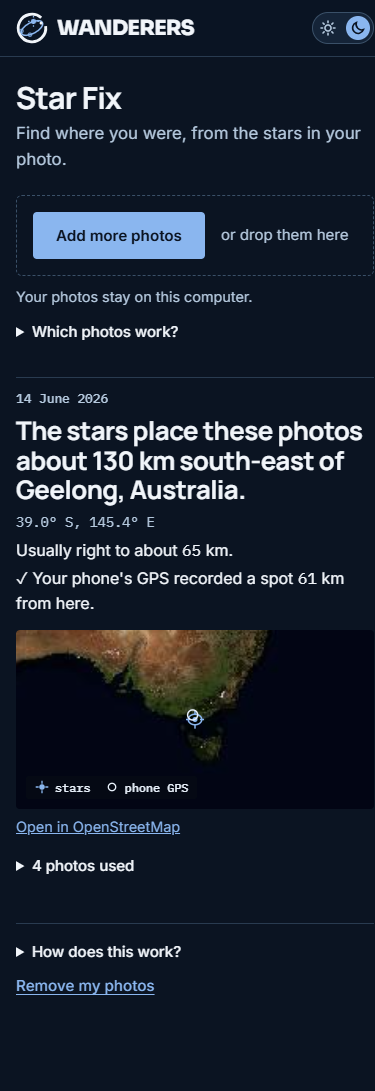 WANDERERS
Star Fix
Find where you were, from the stars in your
photo.
Add more photos
or drop them here
Your photos stay on this computer.
Which photos work?
14 June 2026
The stars place these photos
about 130 km south-east of
Geelong, Australia.
39.0° S, 145.4° E
Usually right to about 65 km.
✓ Your phone's GPS recorded a spot 61 km
from here.
stars
phone GPS
Open in OpenStreetMap
4 photos used
How does this work?
Remove my photos